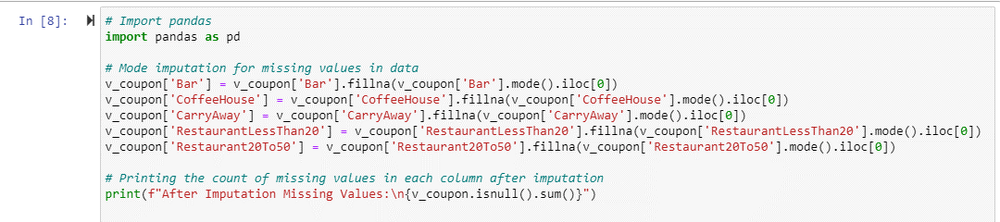 In [8]:
# Import pandas
import pandas as pd
# Mode imputation for missing values in data
v_coupon['Bar'] = v_coupon['Bar'].fillna(v_coupon['Bar'].mode().iloc[0])
v_coupon['CoffeeHouse'] = v_coupon['CoffeeHouse'].fillna(v_coupon['CoffeeHouse'].mode().iloc[0])
v_coupon['CarryAway'] = v_coupon['CarryAway'].fillna(v_coupon['CarryAway'].mode().iloc[0])
v_coupon['RestaurantLessThan20'] = v_coupon['RestaurantLessThan20'].fillna(v_coupon['RestaurantLessThan20'].mode().iloc[0])
v_coupon['Restaurant20To50'] = v_coupon['Restaurant20To50'].fillna(v_coupon['Restaurant20To50'].mode().iloc[0])
# Printing the count of missing values in each column after imputation
print(f"After Imputation Missing Values:\n{v_coupon.isnull().sum()}")